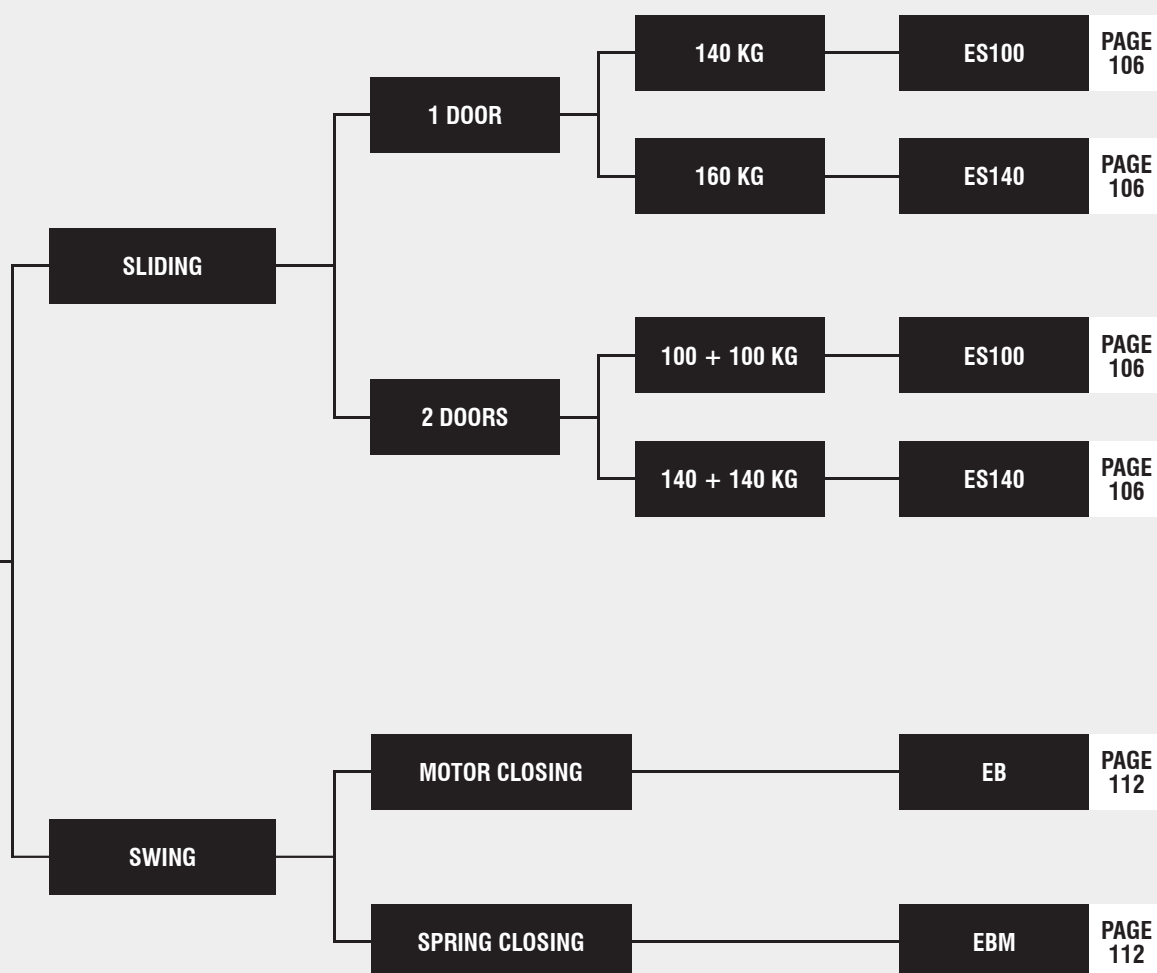 140 KG
ES100
PAGE
106
1 DOOR
160 KG
ES140
PAGE
106
SLIDING
100 + 100 KG
ES100
PAGE
106
2 DOORS
140 + 140 KG
ES140
PAGE
106
MOTOR CLOSING
EB
PAGE
112
SWING
SPRING CLOSING
EBM
PAGE
112